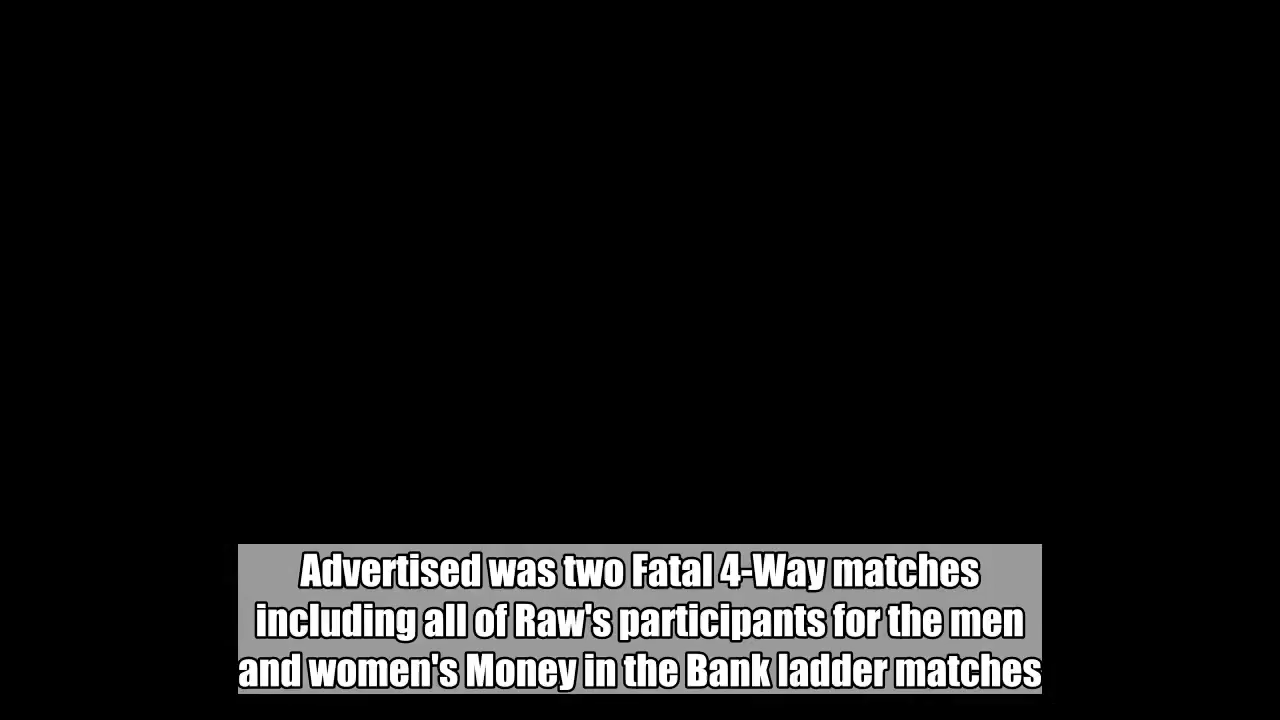 Advertised was two Fatal 4-Way matches
including all of Raw's participants for the men
and women's Money in the Bank ladder matches